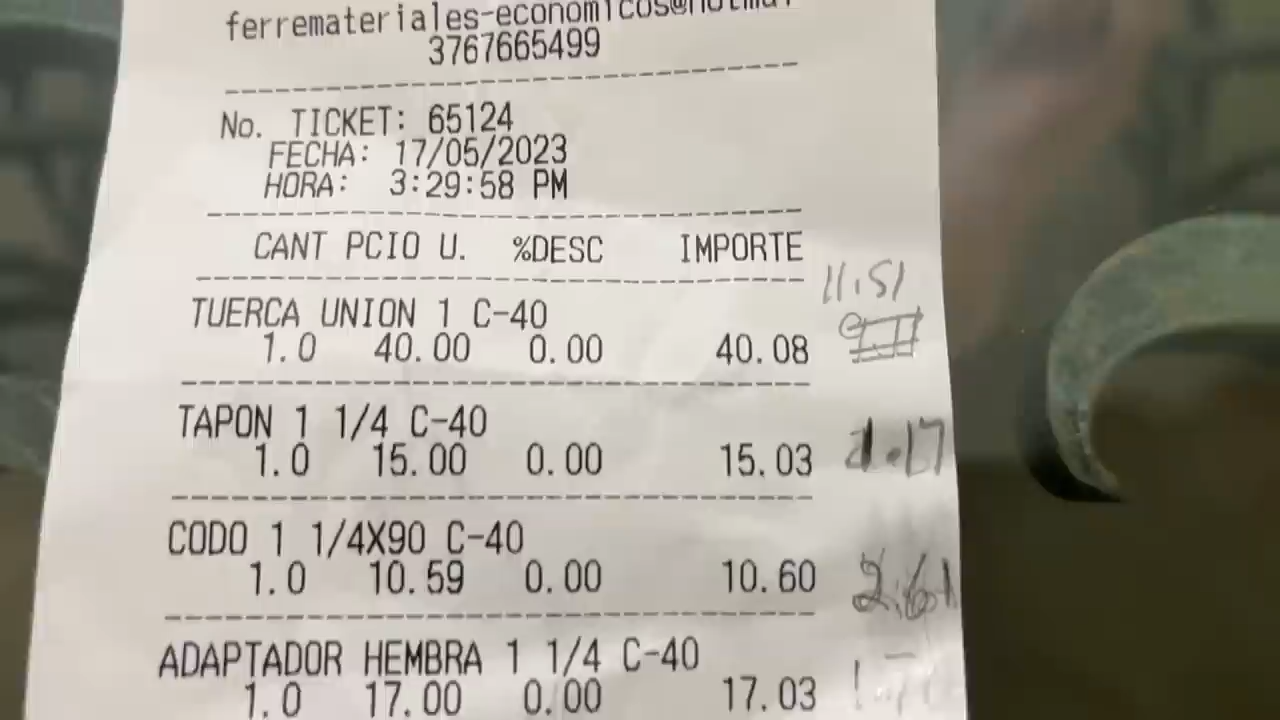 ferremateriales-economicos@hotmai
3767665499
No. TICKET: 65124
FECHA: 17/05/2023
HORA: 3:29:58 PM
CANT PCIO U. %DESC IMPORTE
11.51
TUERCA UNION 1 C-40
1.0 40.00 0.00 40.08
TAPON 1 1/4 C-40
1.0 15.00 0.00 15.03
CODO 1 1/4X90 C-40
1.0 10.59 0.00 10.60
ADAPTADOR HEMBRA 1 1/4 C-40
1.0 17.00 0.00 17.03